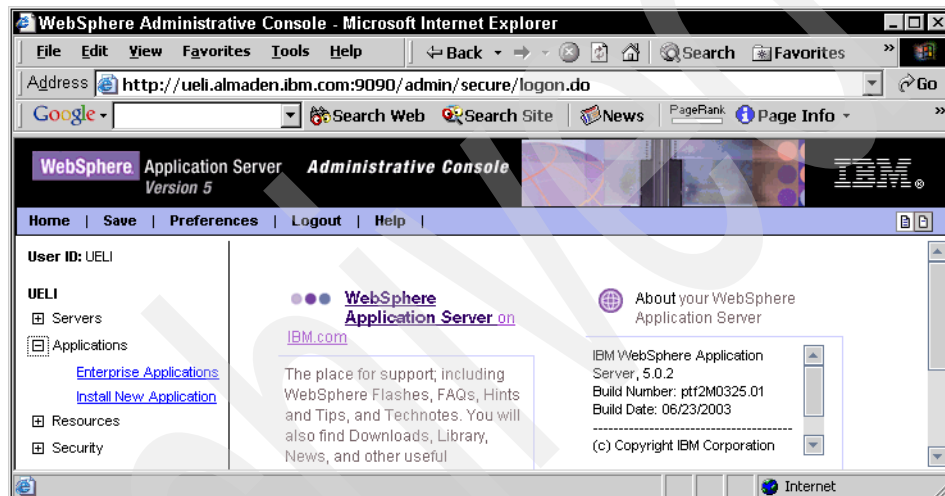 WebSphere Administrative Console - Microsoft Internet Explorer
File Edit View Favorites Tools Help Back Search Favorites »
Address http://ueli.almaden.ibm.com:9090/admin/secure/logon.do Go
Google Search Web Search Site News PageRank Page Info »
WebSphere Application Server Administrative Console
Version 5
IBM®
Home | Save | Preferences | Logout | Help |
User ID: UELI
UELI
Servers
Applications
Enterprise Applications
Install New Application
Resources
Security
WebSphere
Application Server on
IBM.com
The place for support, including
WebSphere Flashes, FAQs, Hints
and Tips, and Technotes. You will
also find Downloads, Library,
News, and other useful
About your WebSphere
Application Server
IBM WebSphere Application
Server, 5.0.2
Build Number: ptf2M0325.01
Build Date: 06/23/2003
----------------------------------------
(c) Copyright IBM Corporation
Internet